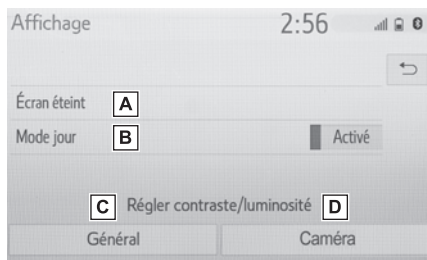 Affichage 2:56
Écran éteint A
Mode jour B Activé
C Régler contraste/luminosité D
Général Caméra